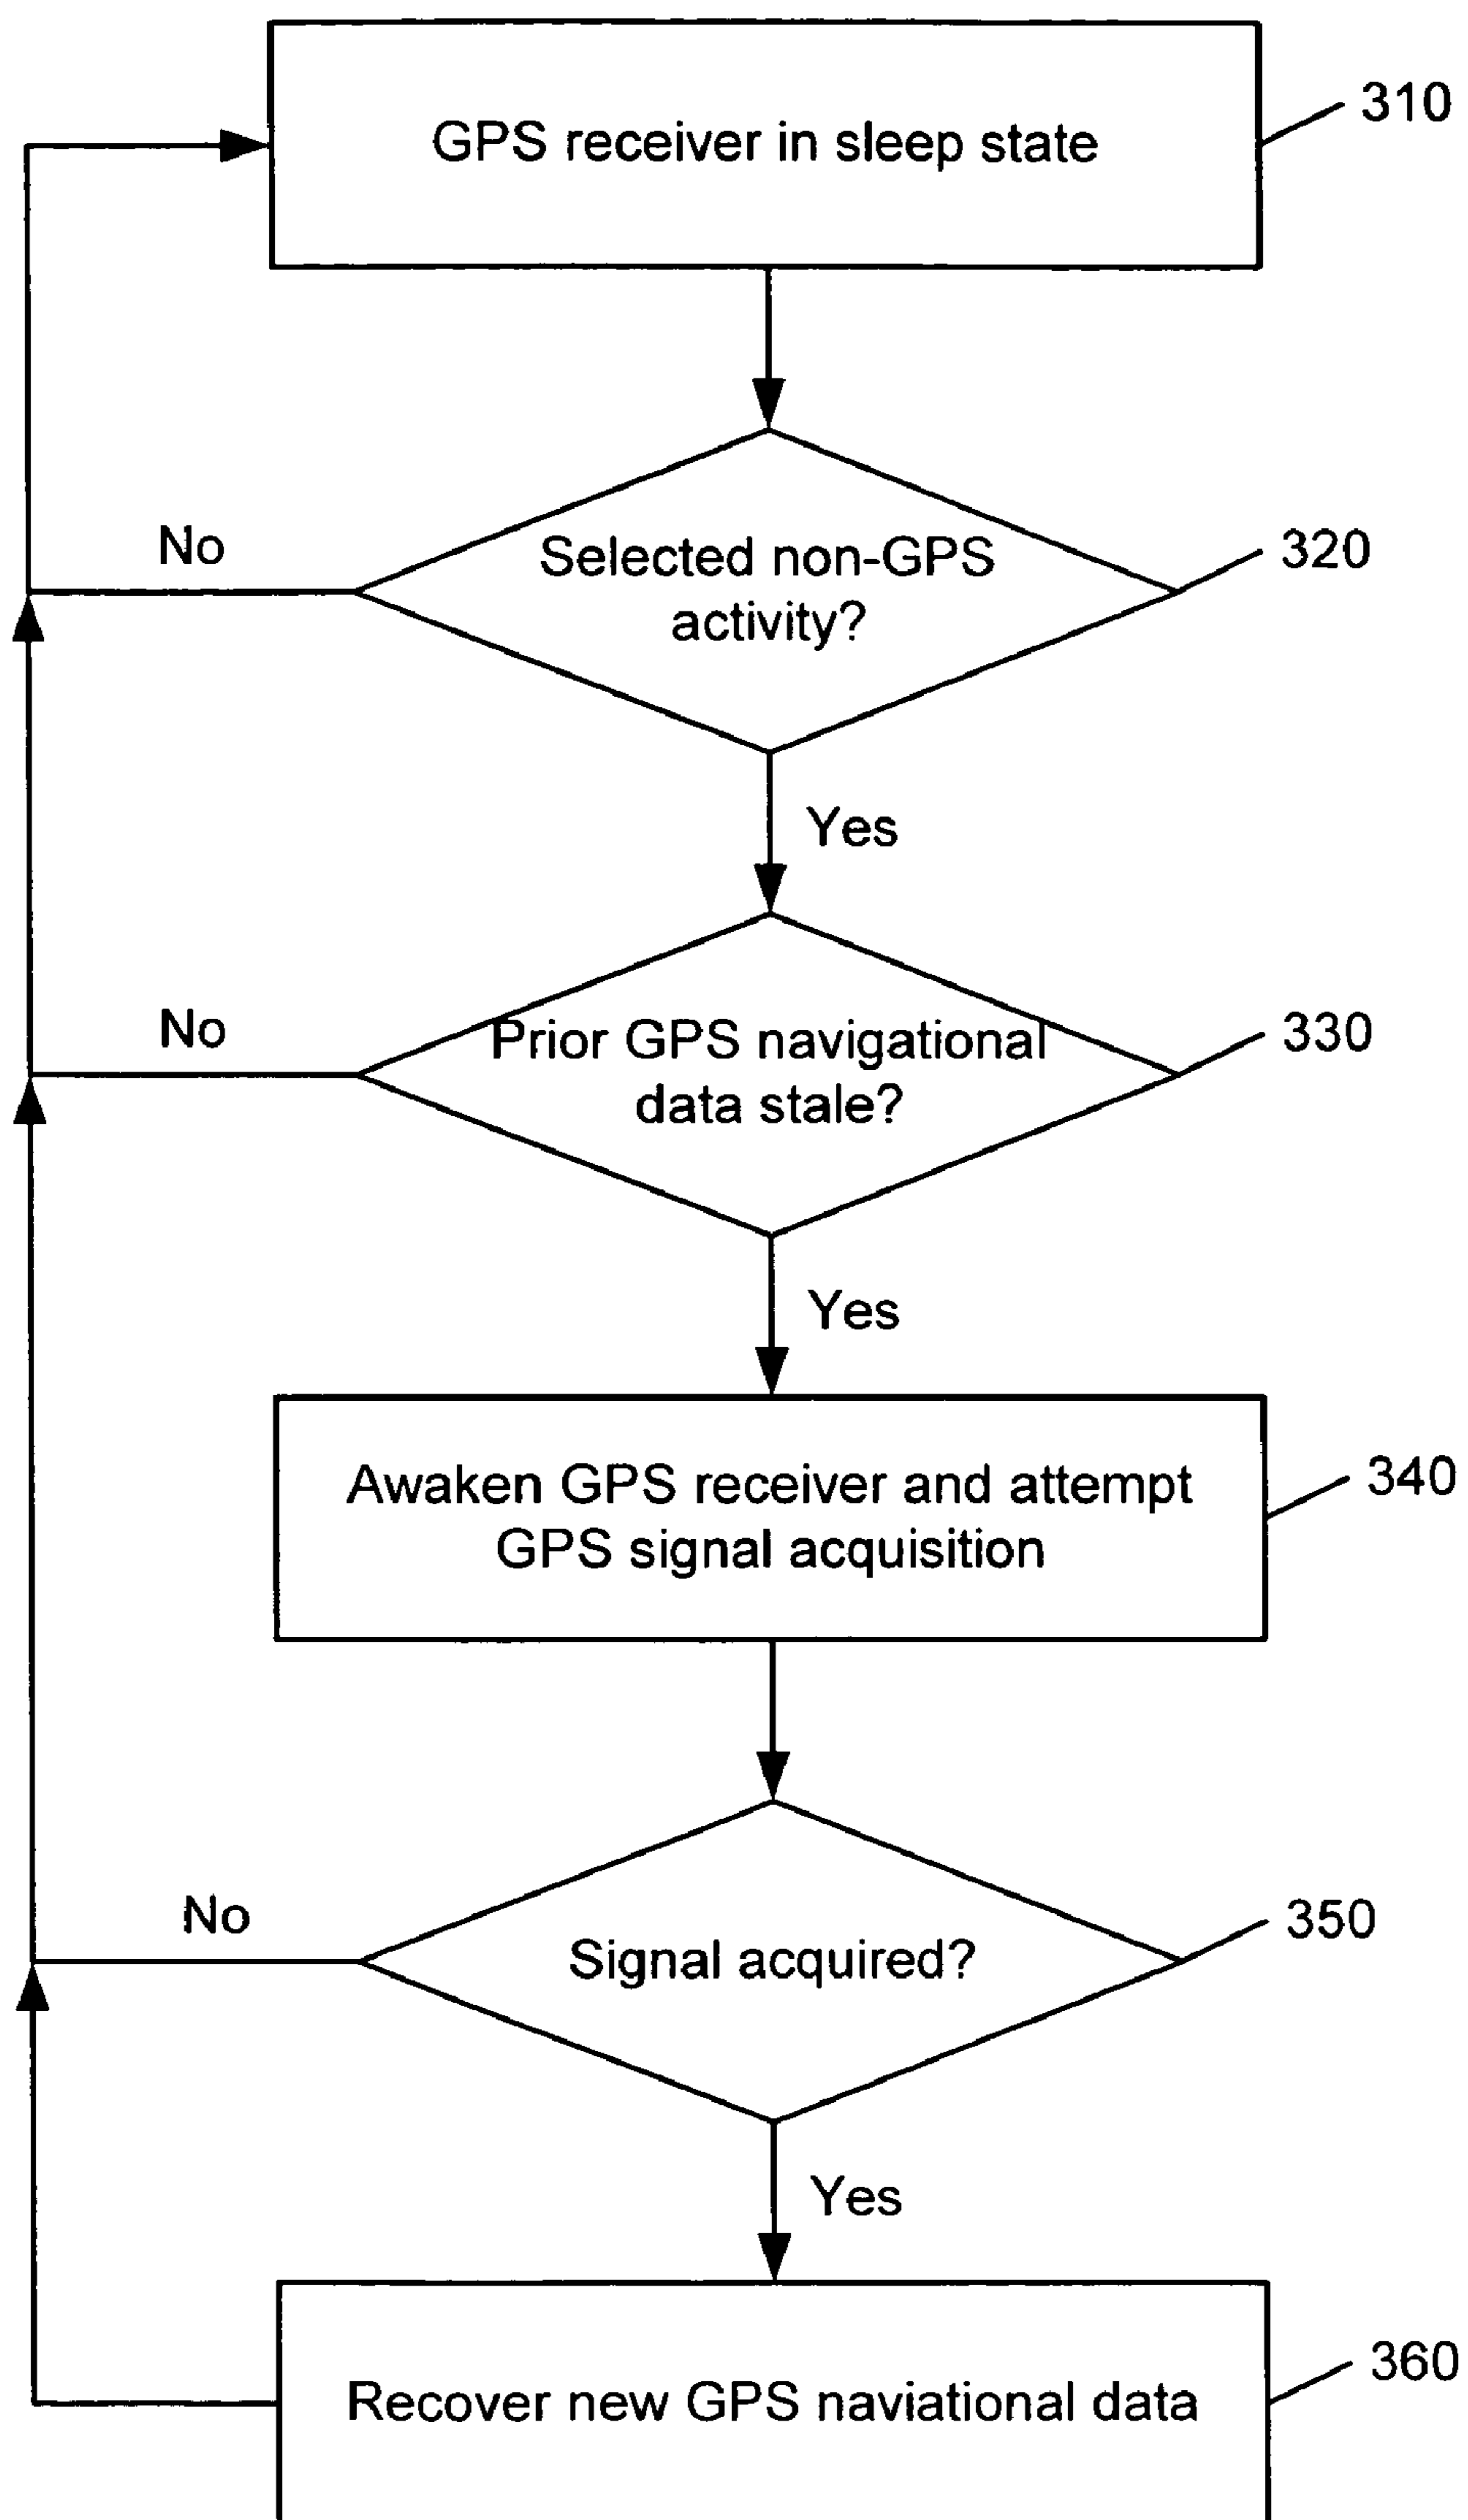 310
GPS receiver in sleep state
No
Selected non-GPS
activity?
320
Yes
No
Prior GPS navigational
data stale?
330
Yes
Awaken GPS receiver and attempt
GPS signal acquisition
340
No
Signal acquired?
350
Yes
Recover new GPS naviational data
360